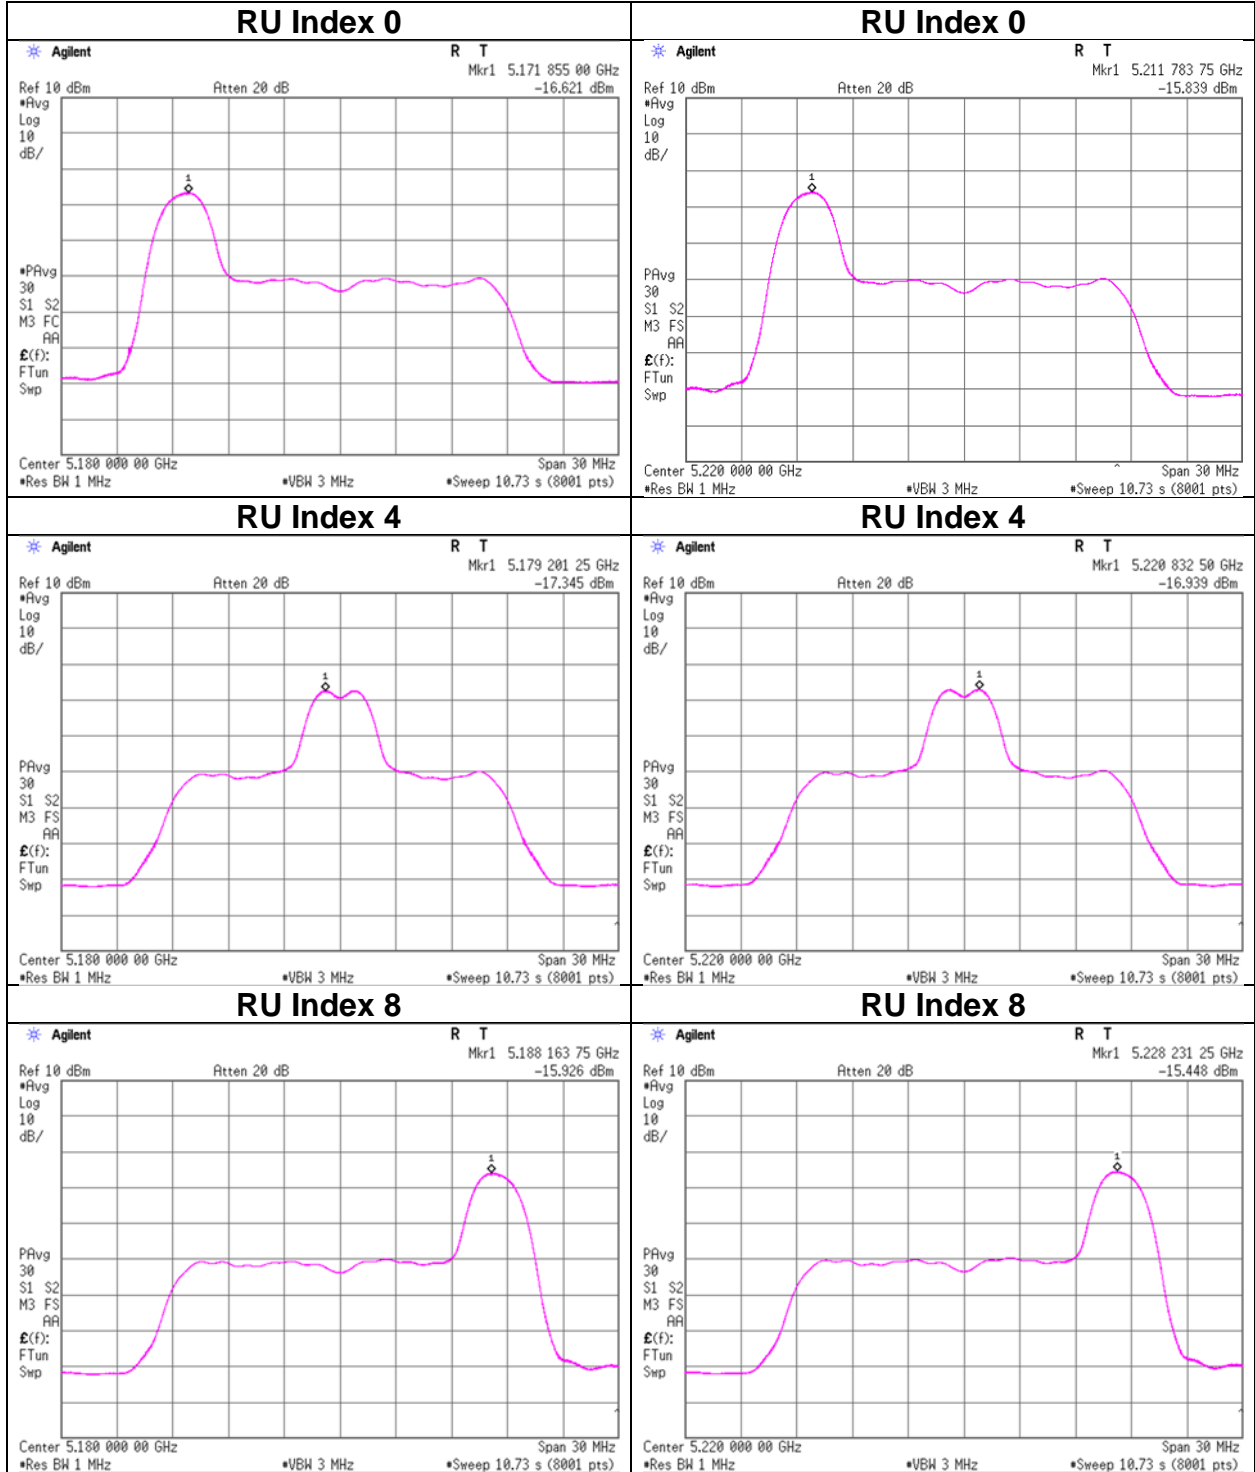 RU Index 0
Agilent
R T
Mkr1 5.171 855 00 GHz
Ref 10 dBm Atten 20 dB -16.621 dBm
#Avg
Log
10
dB/
1
#PAvg
30
S1 S2
M3 FC
AA
£(f):
FTun
Swp
Center 5.180 000 00 GHz Span 30 MHz
#Res BW 1 MHz #VBW 3 MHz #Sweep 10.73 s (8001 pts)
RU Index 0
Agilent
R T
Mkr1 5.211 783 75 GHz
Ref 10 dBm Atten 20 dB -15.839 dBm
#Avg
Log
10
dB/
1
PAvg
30
S1 S2
M3 FS
AA
£(f):
FTun
Swp
Center 5.220 000 00 GHz Span 30 MHz
#Res BW 1 MHz #VBW 3 MHz #Sweep 10.73 s (8001 pts)
RU Index 4
Agilent
R T
Mkr1 5.179 201 25 GHz
Ref 10 dBm Atten 20 dB -17.345 dBm
#Avg
Log
10
dB/
1
PAvg
30
S1 S2
M3 FS
AA
£(f):
FTun
Swp
Center 5.180 000 00 GHz Span 30 MHz
#Res BW 1 MHz #VBW 3 MHz #Sweep 10.73 s (8001 pts)
RU Index 4
Agilent
R T
Mkr1 5.220 832 50 GHz
Ref 10 dBm Atten 20 dB -16.939 dBm
#Avg
Log
10
dB/
1
PAvg
30
S1 S2
M3 FS
AA
£(f):
FTun
Swp
Center 5.220 000 00 GHz Span 30 MHz
#Res BW 1 MHz #VBW 3 MHz #Sweep 10.73 s (8001 pts)
RU Index 8
Agilent
R T
Mkr1 5.188 163 75 GHz
Ref 10 dBm Atten 20 dB -15.926 dBm
#Avg
Log
10
dB/
1
PAvg
30
S1 S2
M3 FS
AA
£(f):
FTun
Swp
Center 5.180 000 00 GHz Span 30 MHz
#Res BW 1 MHz #VBW 3 MHz #Sweep 10.73 s (8001 pts)
RU Index 8
Agilent
R T
Mkr1 5.228 231 25 GHz
Ref 10 dBm Atten 20 dB -15.448 dBm
#Avg
Log
10
dB/
1
PAvg
30
S1 S2
M3 FS
AA
£(f):
FTun
Swp
Center 5.220 000 00 GHz Span 30 MHz
#Res BW 1 MHz #VBW 3 MHz #Sweep 10.73 s (8001 pts)